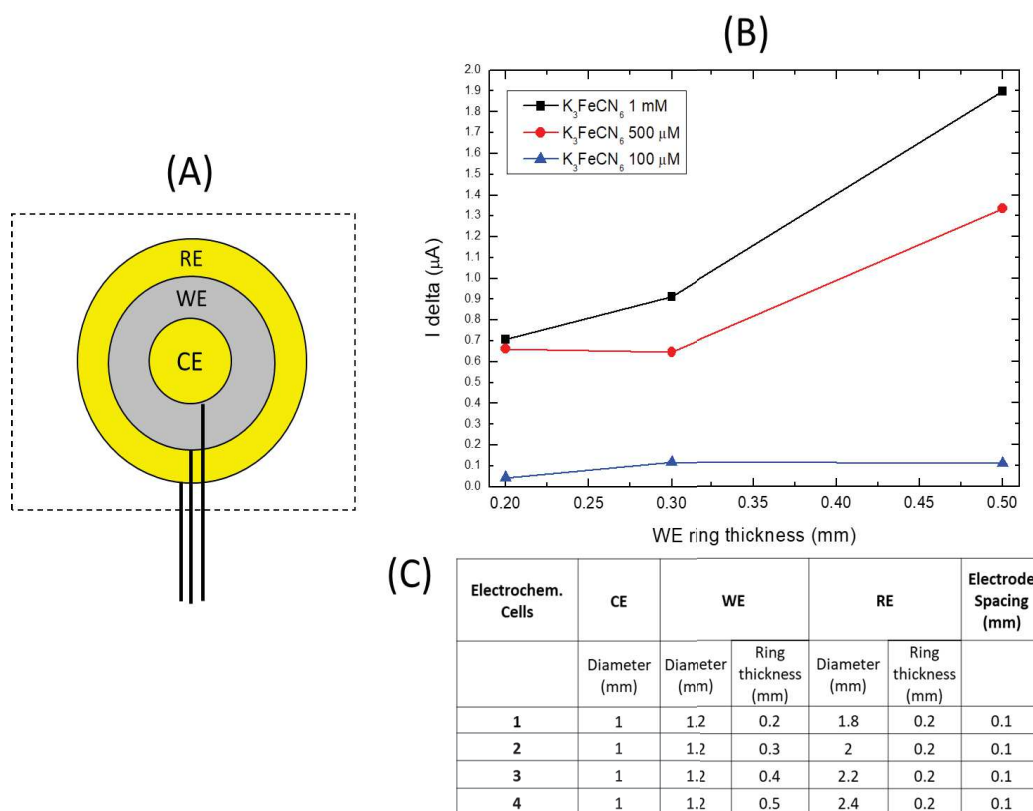 (A)
RE
WE
CE
(B)
K3FeCN6 1 mM
K3FeCN6 500 μM
K3FeCN6 100 μM
I delta (μA)
2.0
1.9
1.8
1.7
1.6
1.5
1.4
1.3
1.2
1.1
1.0
0.9
0.8
0.7
0.6
0.5
0.4
0.3
0.2
0.1
0.0
0.20 0.25 0.30 0.35 0.40 0.45 0.50
WE ring thickness (mm)
(C)
Electrochem. Cells CE WE RE Electrode Spacing (mm)
Diameter (mm) Diameter (mm) Ring thickness (mm) Diameter (mm) Ring thickness (mm)
1 1 1.2 0.2 1.8 0.2 0.1
2 1 1.2 0.3 2 0.2 0.1
3 1 1.2 0.4 2.2 0.2 0.1
4 1 1.2 0.5 2.4 0.2 0.1